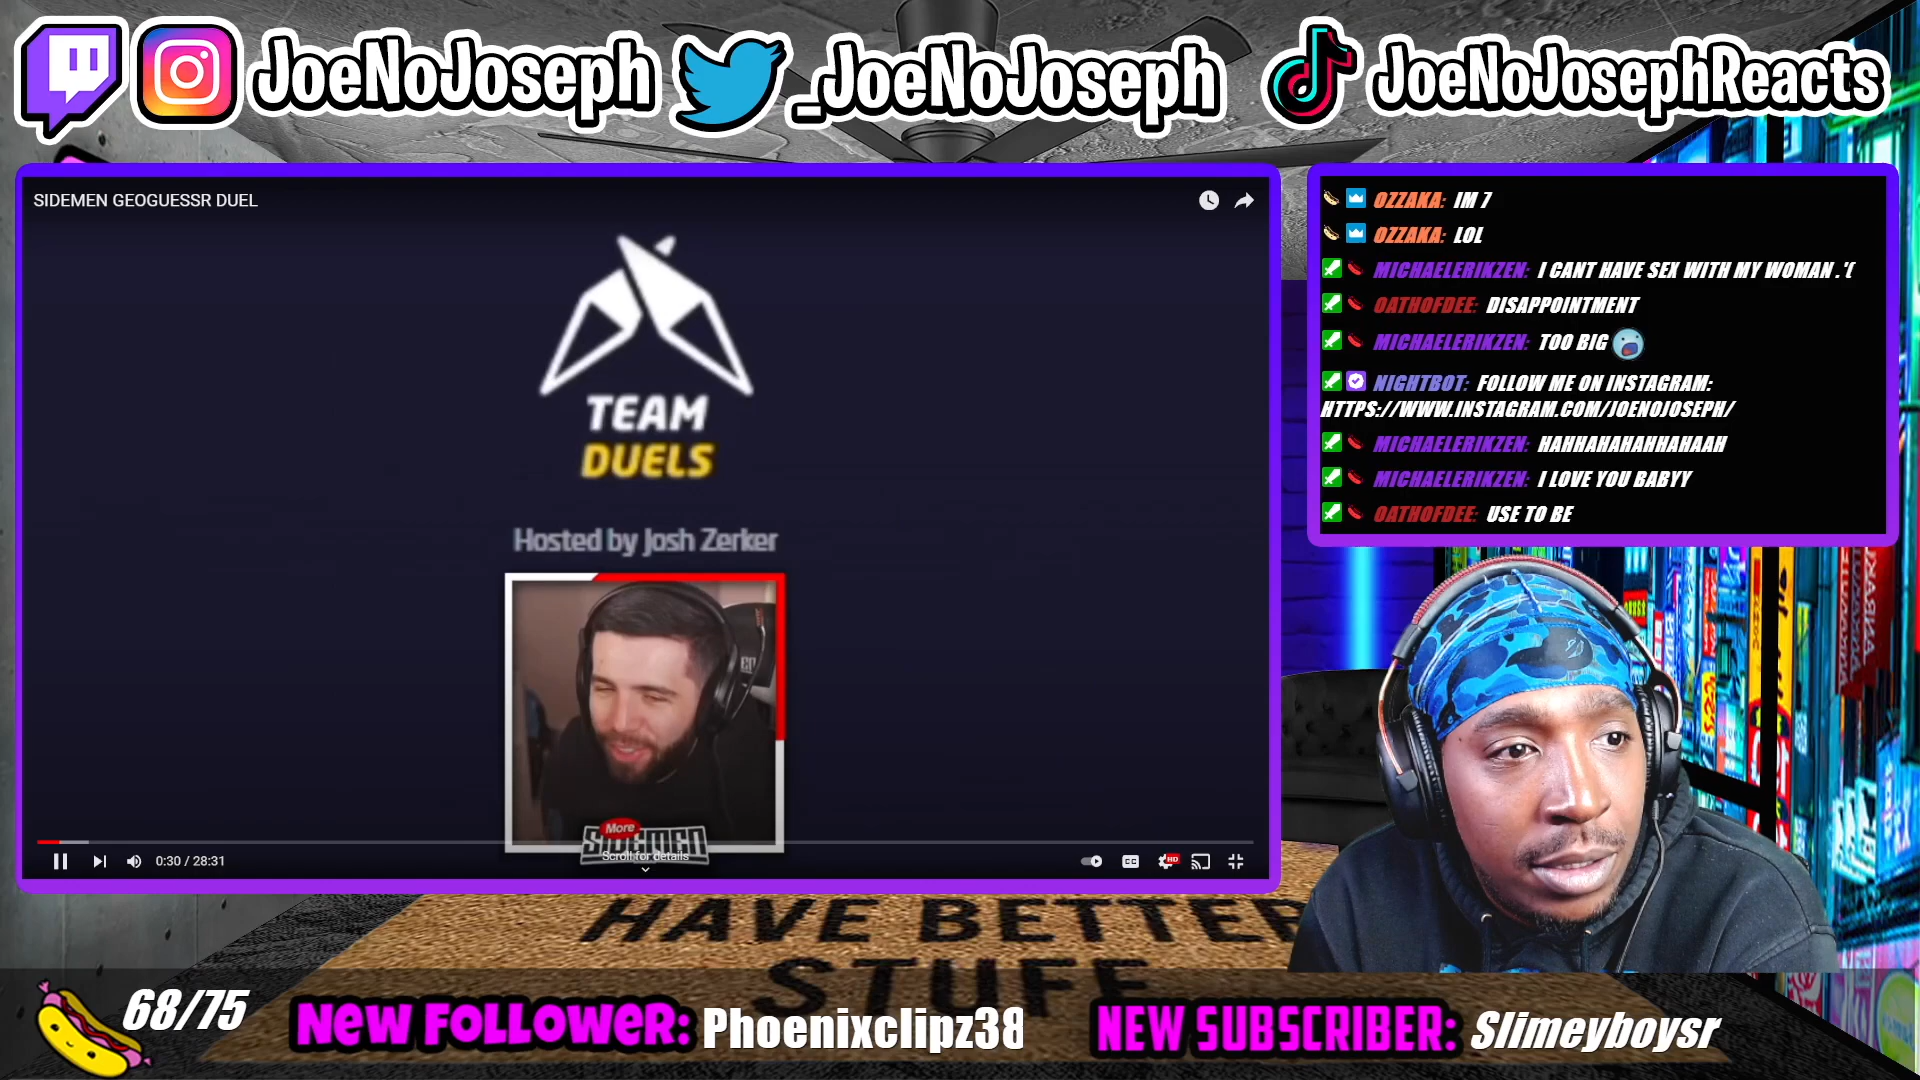 JoeNoJoseph
_JoeNoJoseph
JoeNoJosephReacts
SIDEMEN GEOGUESSR DUEL
TEAM
DUELS
Hosted by Josh Zerker
More
SIDEMEN
Scroll for details
0:30 / 28:31
CC
HD
OZZAKA: IM 7
OZZAKA: LOL
MICHAELERIKZEN: I CANT HAVE SEX WITH MY WOMAN .'(
OATHOFDEE: DISAPPOINTMENT
MICHAELERIKZEN: TOO BIG
NIGHTBOT: FOLLOW ME ON INSTAGRAM:
HTTPS://WWW.INSTAGRAM.COM/JOENOJOSEPH/
MICHAELERIKZEN: HAHHAHAHAHHAHAAH
MICHAELERIKZEN: I LOVE YOU BABYY
OATHOFDEE: USE TO BE
HAVE BETTER
STUFF
68/75
NEW FOLLOWER: Phoenixclipz38
NEW SUBSCRIBER: Slimeyboysr